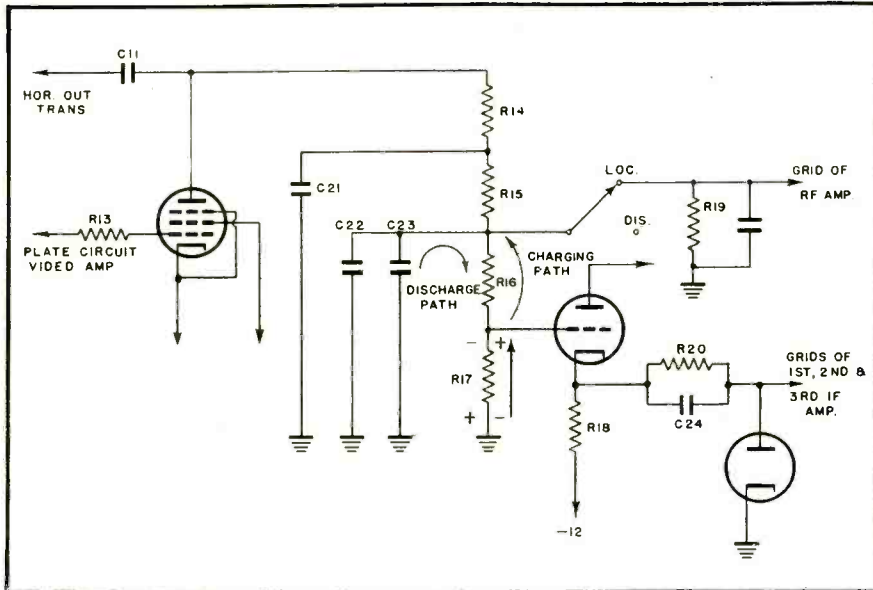 C11
HOR. OUT
TRANS
R14
R15
LOC.
GRID OF
RF AMP.
C21
R19
DIS.
R13
PLATE CIRCUIT
VIDEO AMP
C22
C23
DISCHARGE
PATH
R16
CHARGING
PATH
- +
R17
+ -
R20
C24
GRIDS OF
1ST, 2ND &
3RD IF
AMP.
R18
-12